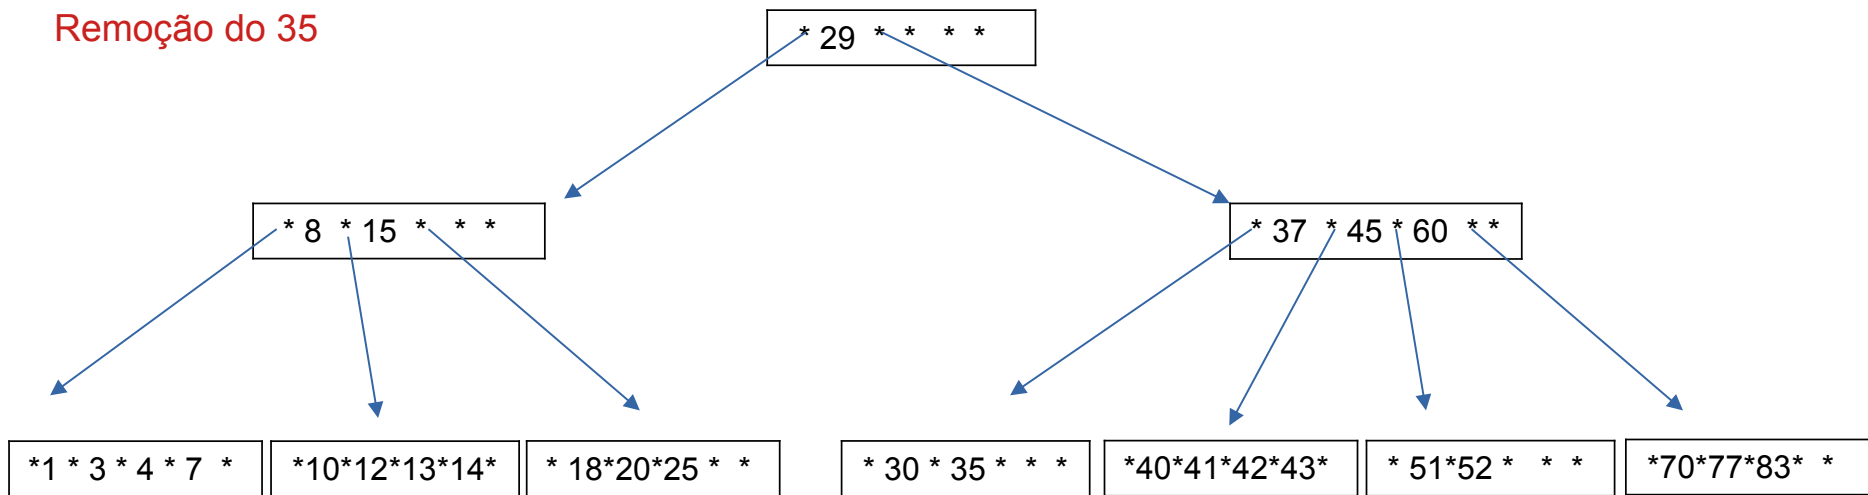 Remoção do 35
* 29 * * * *
* 8 * 15 * * *
* 37 * 45 * 60 * *
*1 * 3 * 4 * 7 *
*10*12*13*14*
* 18*20*25 * *
* 30 * 35 * * *
*40*41*42*43*
* 51*52 * * *
*70*77*83* *